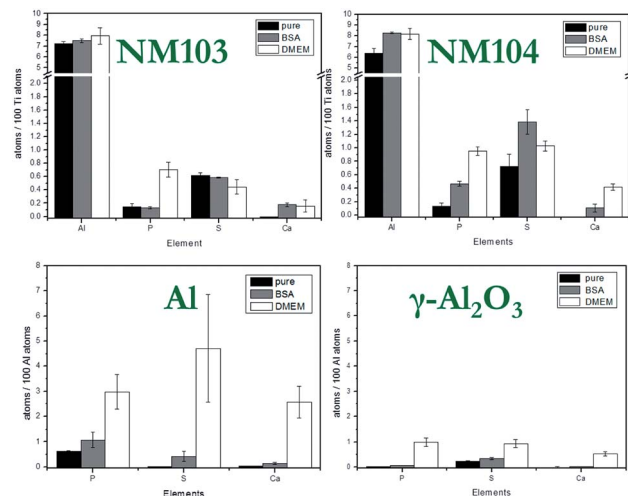 NM103
pure
BSA
DMEM
atoms / 100 Ti atoms
10
9
8
7
6
5
2.0
1.8
1.6
1.4
1.2
1.0
0.8
0.6
0.4
0.2
0.0
Al P S Ca
Element
NM104
pure
BSA
DMEM
atoms / 100 Ti atoms
10
9
8
7
6
5
2.0
1.8
1.6
1.4
1.2
1.0
0.8
0.6
0.4
0.2
0.0
Al P S Ca
Elements
Al
pure
BSA
DMEM
atoms / 100 Al atoms
8
7
6
5
4
3
2
1
0
P S Ca
Elements
γ-Al₂O₃
pure
BSA
DMEM
atoms / 100 Al atoms
8
7
6
5
4
3
2
1
0
P S Ca
Elements